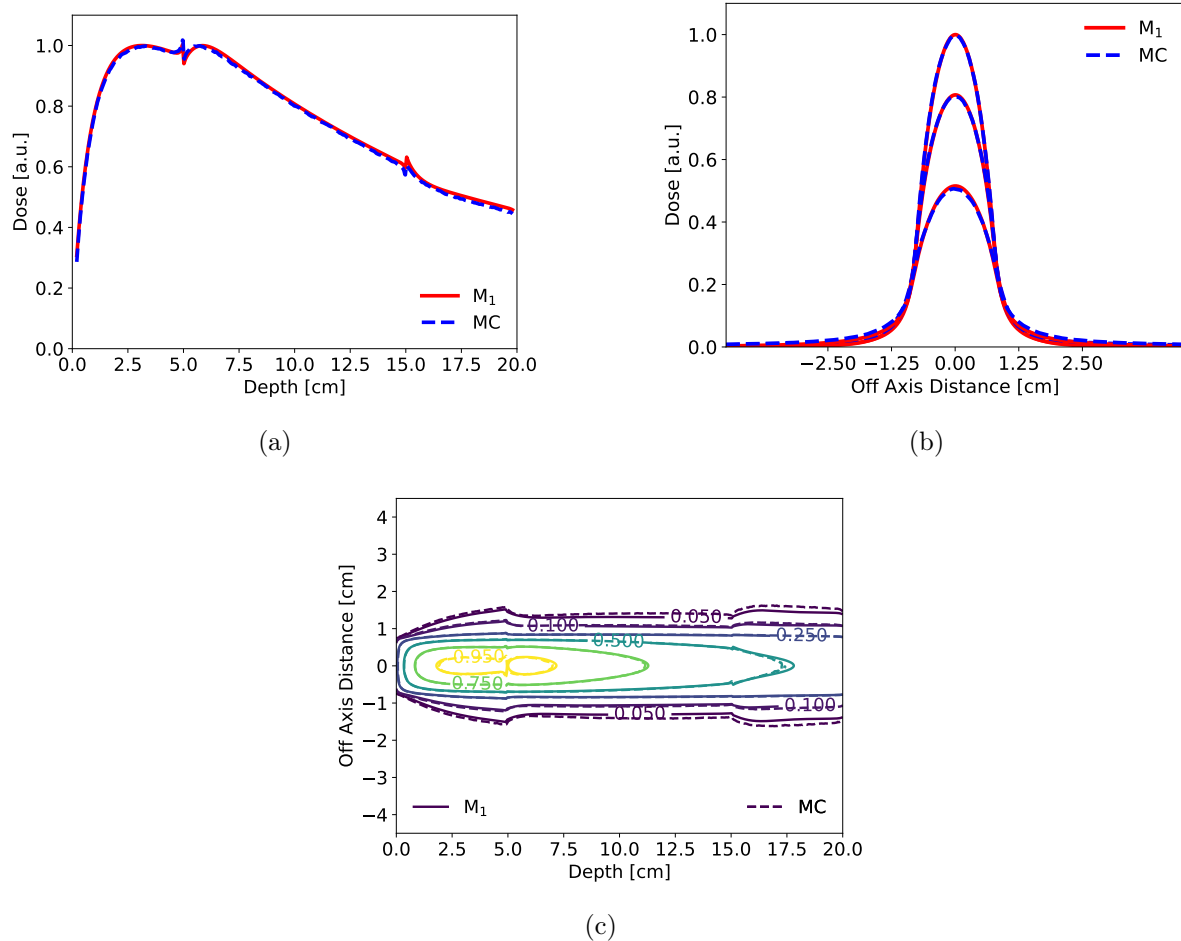 1.0
0.8
0.6
0.4
0.2
0.0
Dose [a.u.]
0.0 2.5 5.0 7.5 10.0 12.5 15.0 17.5 20.0
Depth [cm]
M₁
MC
(a)
1.0
0.8
0.6
0.4
0.2
0.0
Dose [a.u.]
−2.50 −1.25 0.00 1.25 2.50
Off Axis Distance [cm]
M₁
MC
(b)
4
3
2
1
0
−1
−2
−3
−4
Off Axis Distance [cm]
0.050
0.100
0.250
0.500
0.950
0.750
0.100
0.050
M₁
MC
0.0 2.5 5.0 7.5 10.0 12.5 15.0 17.5 20.0
Depth [cm]
(c)